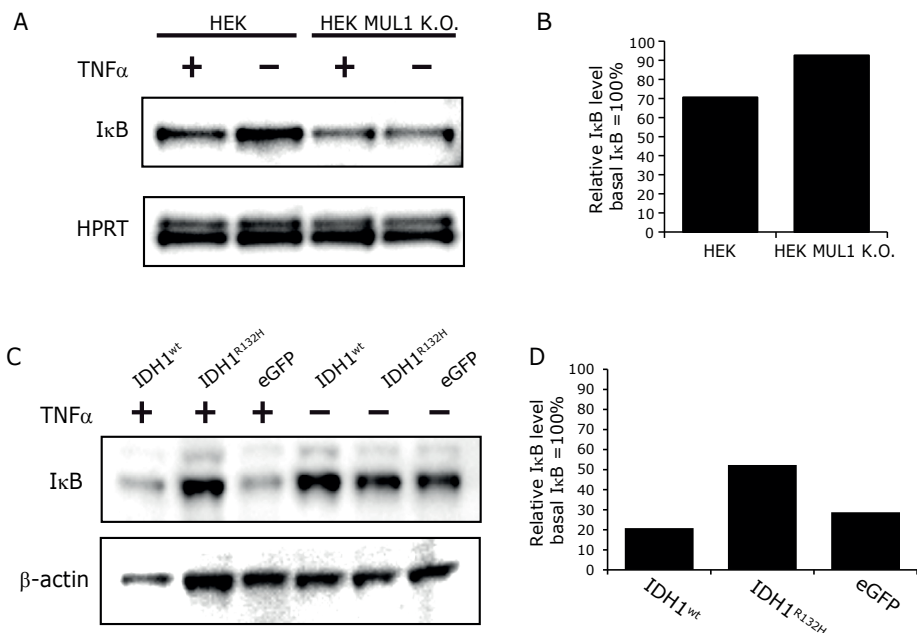 A
HEK
HEK MUL1 K.O.
TNFα
+
–
+
–
IκB
HPRT
B
Relative IκB level
basal IκB =100%
100
90
80
70
60
50
40
30
20
10
0
HEK
HEK MUL1 K.O.
C
IDH1wt
IDH1R132H
eGFP
IDH1wt
IDH1R132H
eGFP
TNFα
+
+
+
–
–
–
IκB
β-actin
D
Relative IκB level
basal IκB =100%
100
90
80
70
60
50
40
30
20
10
0
IDH1wt
IDH1R132H
eGFP